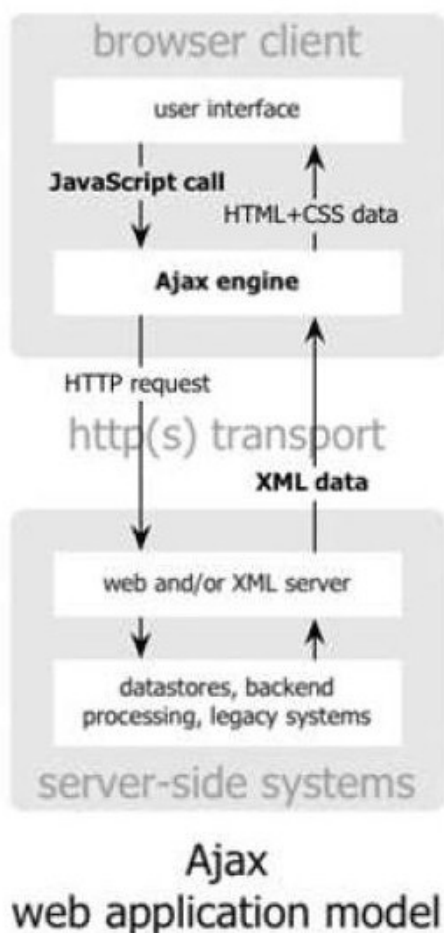 browser client
user interface
JavaScript call
HTML+CSS data
Ajax engine
HTTP request
http(s) transport
XML data
web and/or XML server
datastores, backend
processing, legacy systems
server-side systems
Ajax
web application model